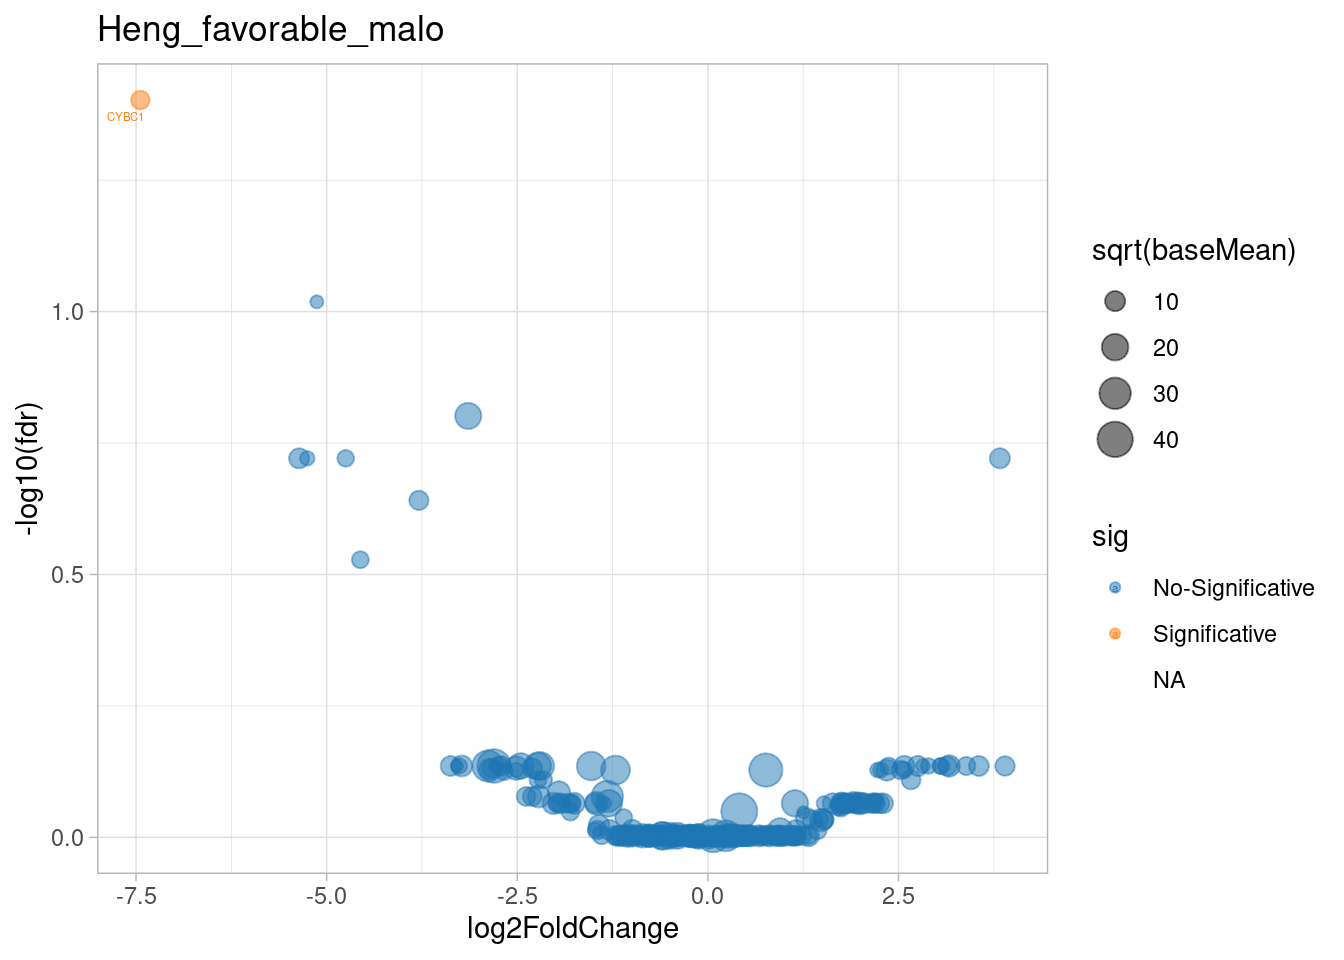 Heng_favorable_malo
CYBC1
-log10(fdr)
1.0
0.5
0.0
-7.5
-5.0
-2.5
0.0
2.5
log2FoldChange
sqrt(baseMean)
10
20
30
40
sig
a No-Significative
a Significative
NA